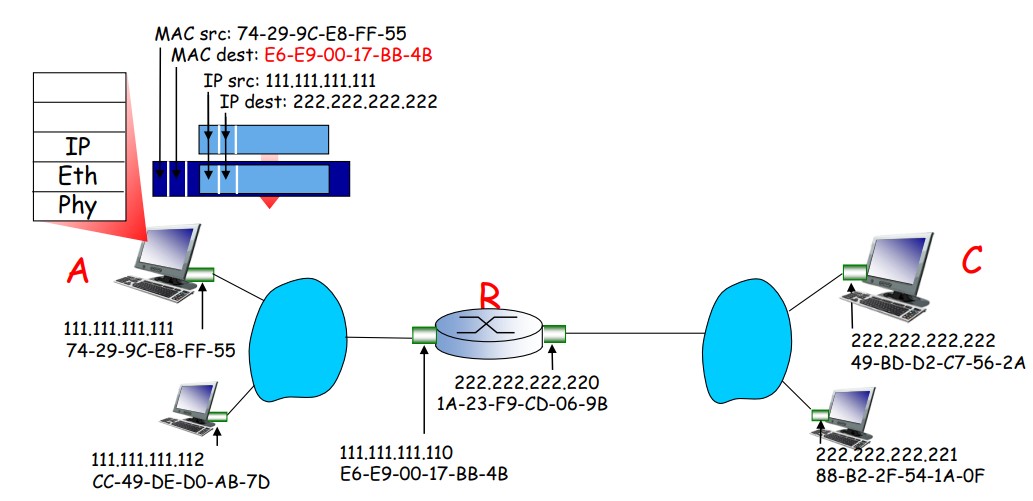 MAC src: 74-29-9C-E8-FF-55
MAC dest: E6-E9-00-17-BB-4B
IP src: 111.111.111.111
IP dest: 222.222.222.222
IP
Eth
Phy
A
R
C
111.111.111.111
74-29-9C-E8-FF-55
222.222.222.222
49-BD-D2-C7-56-2A
222.222.222.220
1A-23-F9-CD-06-9B
111.111.111.112
CC-49-DE-D0-AB-7D
111.111.111.110
E6-E9-00-17-BB-4B
222.222.222.221
88-B2-2F-54-1A-0F